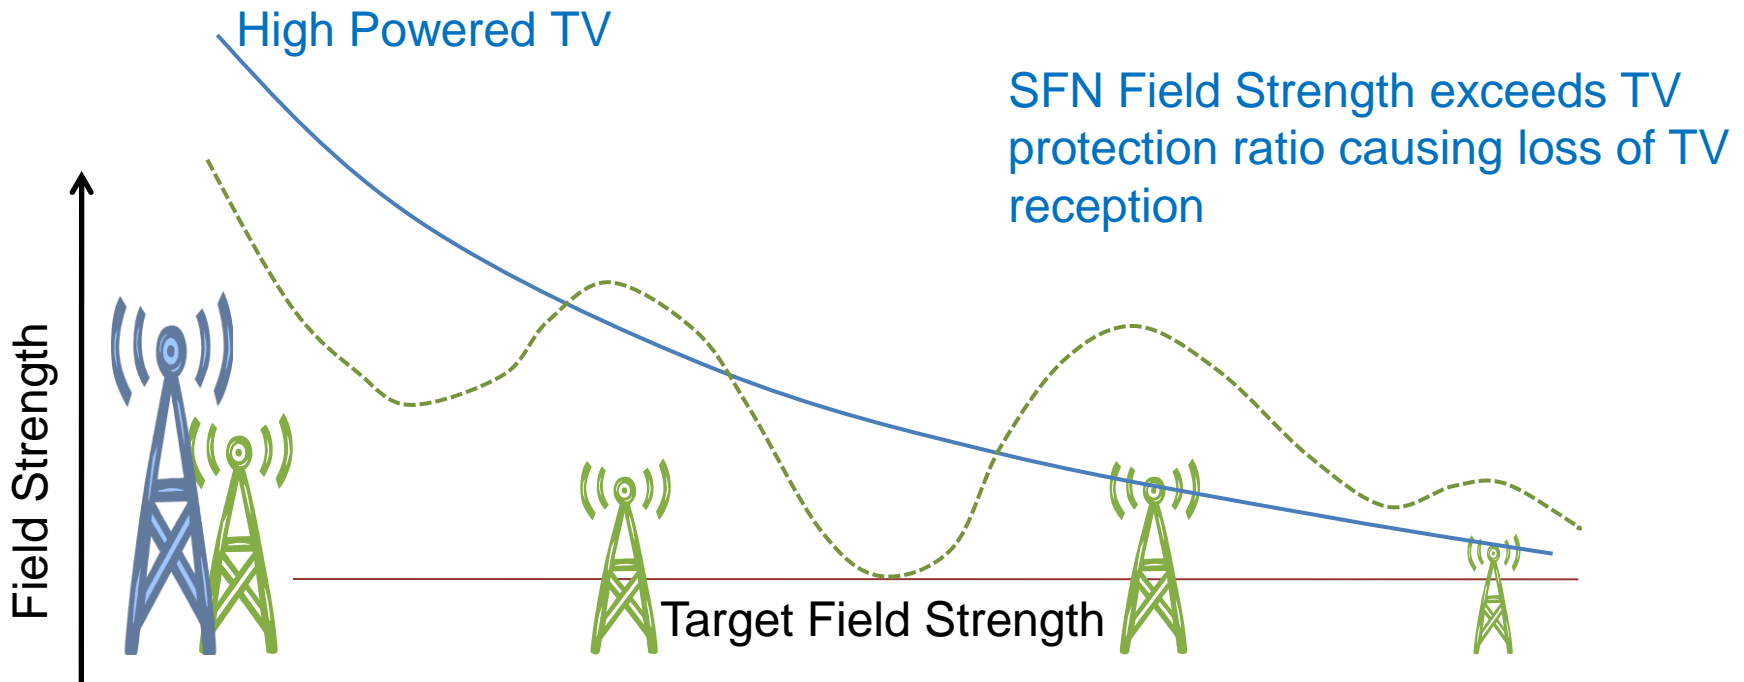 High Powered TV
SFN Field Strength exceeds TV
protection ratio causing loss of TV
reception
Field Strength
Target Field Strength